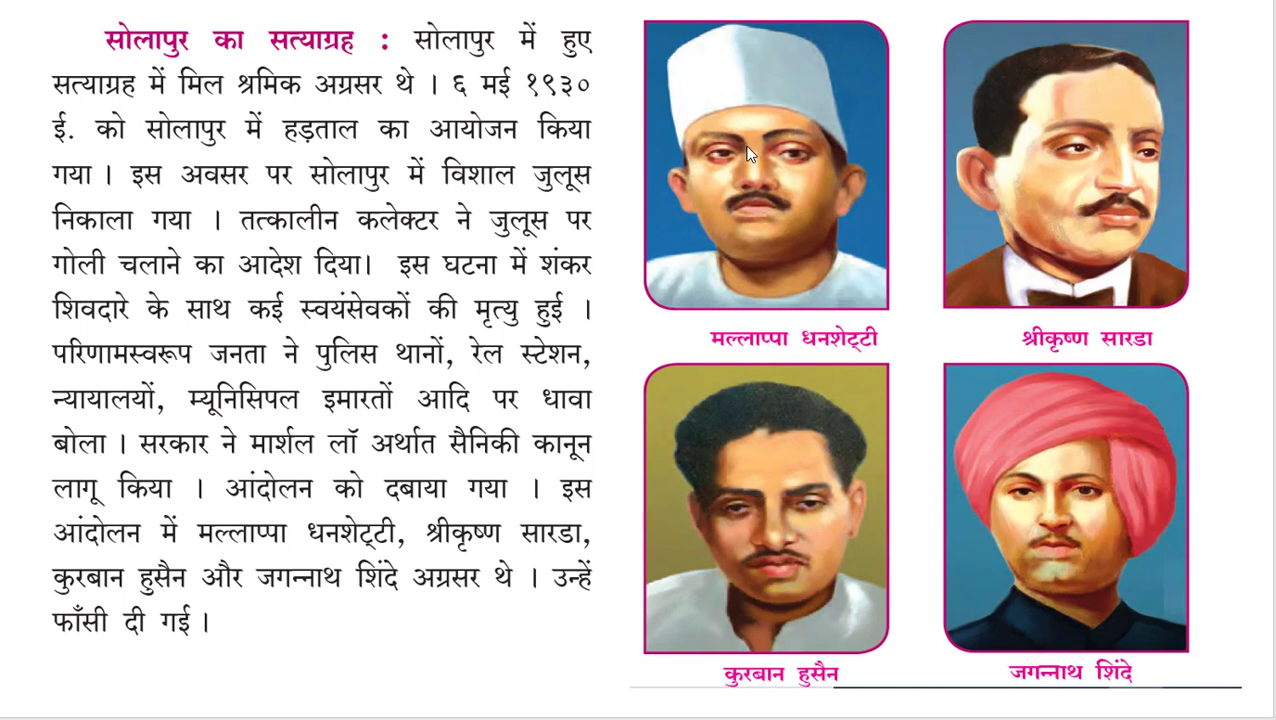 सोलापुर का सत्याग्रह : सोलापुर में हुए
सत्याग्रह में मिल श्रमिक अग्रसर थे । ६ मई १९३०
ई. को सोलापुर में हड़ताल का आयोजन किया
गया । इस अवसर पर सोलापुर में विशाल जुलूस
निकाला गया । तत्कालीन कलेक्टर ने जुलूस पर
गोली चलाने का आदेश दिया। इस घटना में शंकर
शिवदारे के साथ कई स्वयंसेवकों की मृत्यु हुई ।
परिणामस्वरूप जनता ने पुलिस थानों, रेल स्टेशन,
न्यायालयों, म्यूनिसिपल इमारतों आदि पर धावा
बोला । सरकार ने मार्शल लॉ अर्थात सैनिकी कानून
लागू किया । आंदोलन को दबाया गया । इस
आंदोलन में मल्लाप्पा धनशेट्टी, श्रीकृष्ण सारडा,
कुरबान हुसैन और जगन्नाथ शिंदे अग्रसर थे । उन्हें
फाँसी दी गई ।
मल्लाप्पा धनशेट्टी
श्रीकृष्ण सारडा
कुरबान हुसैन
जगन्नाथ शिंदे